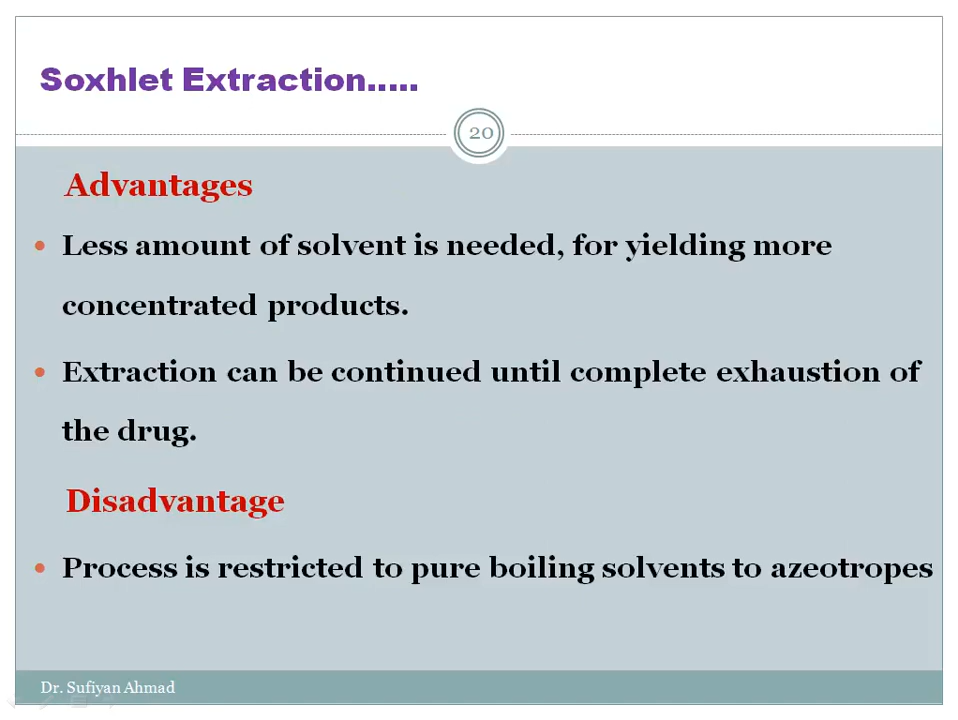 Soxhlet Extraction.....
20
Advantages
• Less amount of solvent is needed, for yielding more
concentrated products.
• Extraction can be continued until complete exhaustion of
the drug.
Disadvantage
• Process is restricted to pure boiling solvents to azeotropes
Dr. Sufiyan Ahmad